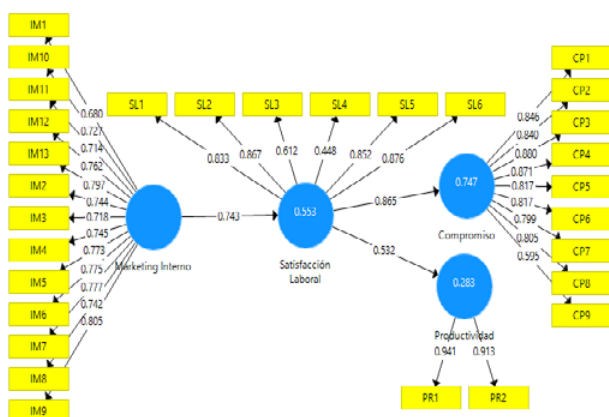 IM1
IM10
IM11
IM12
IM13
IM2
IM3
IM4
IM5
IM6
IM7
IM8
IM9
0.680
0.727
0.714
0.762
0.797
0.744
0.718
0.745
0.773
0.775
0.777
0.742
0.805
Marketing Interno
0.743
SL1
SL2
SL3
SL4
SL5
SL6
0.833
0.867
0.612
0.448
0.852
0.876
0.553
Satisfacción
Laboral
0.865
0.532
0.747
Compromiso
0.283
Productividad
0.941
0.913
PR1
PR2
0.846
0.840
0.880
0.871
0.817
0.817
0.799
0.805
0.595
CP1
CP2
CP3
CP4
CP5
CP6
CP7
CP8
CP9